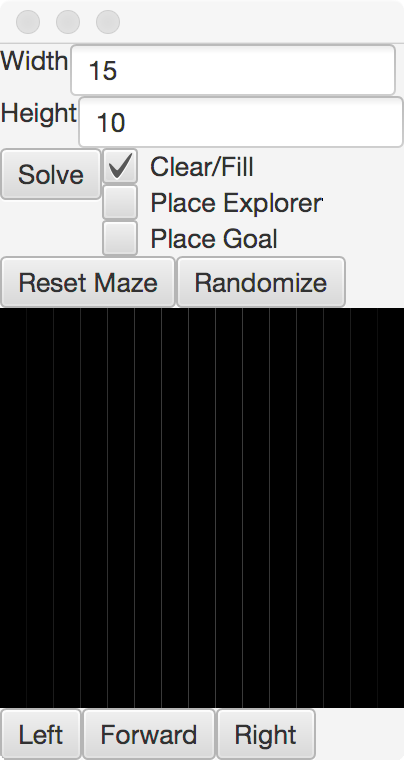 Width 15
Height 10
Solve Clear/Fill
Place Explorer
Place Goal
Reset Maze Randomize
Left Forward Right